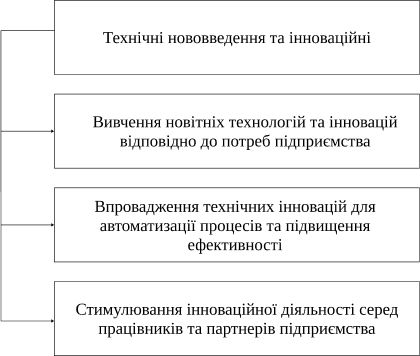 Технічні нововведення та інноваційні
Вивчення новітніх технологій та інновацій
відповідно до потреб підприємства
Впровадження технічних інновацій для
автоматизації процесів та підвищення
ефективності
Стимулювання інноваційної діяльності серед
працівників та партнерів підприємства